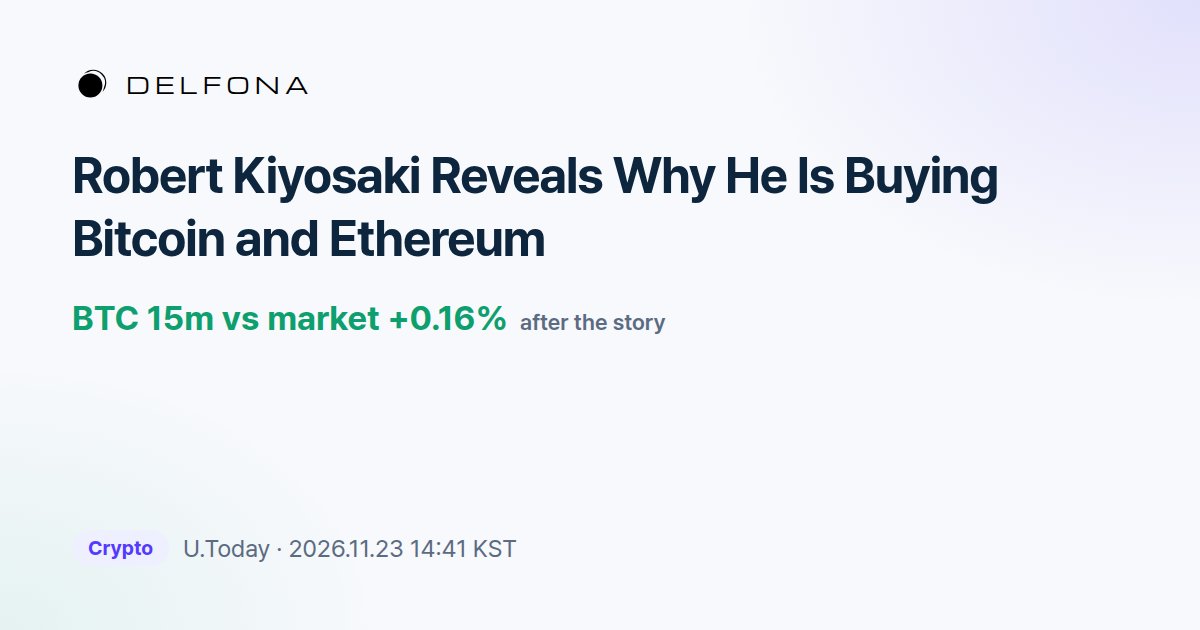 DELFONA
Robert Kiyosaki Reveals Why He Is Buying
Bitcoin and Ethereum
BTC 15m vs market +0.16% after the story
Crypto U.Today · 2026.11.23 14:41 KST